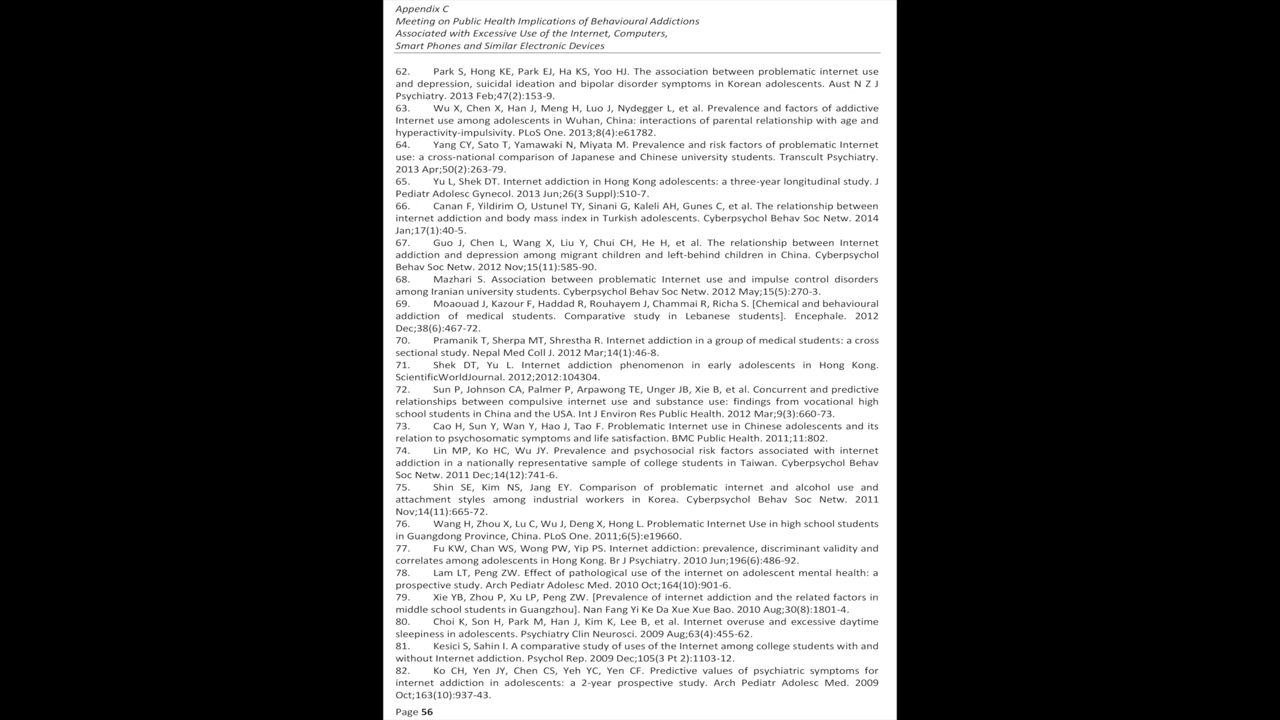 Appendix C
Meeting on Public Health Implications of Behavioural Addictions
Associated with Excessive Use of the Internet, Computers,
Smart Phones and Similar Electronic Devices
62. Park S, Hong KE, Park EJ, Ha KS, Yoo HJ. The association between problematic internet use
and depression, suicidal ideation and bipolar disorder symptoms in Korean adolescents. Aust N Z J
Psychiatry. 2013 Feb;47(2):153-9.
63. Wu X, Chen X, Han J, Meng H, Luo J, Nydegger L, et al. Prevalence and factors of addictive
Internet use among adolescents in Wuhan, China: interactions of parental relationship with age and
hyperactivity-impulsivity. PLoS One. 2013;8(4):e61782.
64. Yang CY, Sato T, Yamawaki N, Miyata M. Prevalence and risk factors of problematic Internet
use: a cross-national comparison of Japanese and Chinese university students. Transcult Psychiatry.
2013 Apr;50(2):263-79.
65. Yu L, Shek DT. Internet addiction in Hong Kong adolescents: a three-year longitudinal study. J
Pediatr Adolesc Gynecol. 2013 Jun;26(3 Suppl):S10-7.
66. Canan F, Yildirim O, Ustunel TY, Sinani G, Kaleli AH, Gunes C, et al. The relationship between
internet addiction and body mass index in Turkish adolescents. Cyberpsychol Behav Soc Netw. 2014
Jan;17(1):40-5.
67. Guo J, Chen L, Wang X, Liu Y, Chui CH, He H, et al. The relationship between Internet
addiction and depression among migrant children and left-behind children in China. Cyberpsychol
Behav Soc Netw. 2012 Nov;15(11):585-90.
68. Mazhari S. Association between problematic Internet use and impulse control disorders
among Iranian university students. Cyberpsychol Behav Soc Netw. 2012 May;15(5):270-3.
69. Moaouad J, Kazour F, Haddad R, Rouhayem J, Chammai R, Richa S. [Chemical and behavioural
addiction of medical students. Comparative study in Lebanese students]. Encephale. 2012
Dec;38(6):467-72.
70. Pramanik T, Sherpa MT, Shrestha R. Internet addiction in a group of medical students: a cross
sectional study. Nepal Med Coll J. 2012 Mar;14(1):46-8.
71. Shek DT, Yu L. Internet addiction phenomenon in early adolescents in Hong Kong.
ScientificWorldJournal. 2012;2012:104304.
72. Sun P, Johnson CA, Palmer P, Arpawong TE, Unger JB, Xie B, et al. Concurrent and predictive
relationships between compulsive internet use and substance use: findings from vocational high
school students in China and the USA. Int J Environ Res Public Health. 2012 Mar;9(3):660-73.
73. Cao H, Sun Y, Wan Y, Hao J, Tao F. Problematic Internet use in Chinese adolescents and its
relation to psychosomatic symptoms and life satisfaction. BMC Public Health. 2011;11:802.
74. Lin MP, Ko HC, Wu JY. Prevalence and psychosocial risk factors associated with internet
addiction in a nationally representative sample of college students in Taiwan. Cyberpsychol Behav
Soc Netw. 2011 Dec;14(12):741-6.
75. Shin SE, Kim NS, Jang EY. Comparison of problematic internet and alcohol use and
attachment styles among industrial workers in Korea. Cyberpsychol Behav Soc Netw. 2011
Nov;14(11):665-72.
76. Wang H, Zhou X, Lu C, Wu J, Deng X, Hong L. Problematic Internet Use in high school students
in Guangdong Province, China. PLoS One. 2011;6(5):e19660.
77. Fu KW, Chan WS, Wong PW, Yip PS. Internet addiction: prevalence, discriminant validity and
correlates among adolescents in Hong Kong. Br J Psychiatry. 2010 Jun;196(6):486-92.
78. Lam LT, Peng ZW. Effect of pathological use of the internet on adolescent mental health: a
prospective study. Arch Pediatr Adolesc Med. 2010 Oct;164(10):901-6.
79. Xie YB, Zhou P, Xu LP, Peng ZW. [Prevalence of internet addiction and the related factors in
middle school students in Guangzhou]. Nan Fang Yi Ke Da Xue Xue Bao. 2010 Aug;30(8):1801-4.
80. Choi K, Son H, Park M, Han J, Kim K, Lee B, et al. Internet overuse and excessive daytime
sleepiness in adolescents. Psychiatry Clin Neurosci. 2009 Aug;63(4):455-62.
81. Kesici S, Sahin I. A comparative study of uses of the Internet among college students with and
without Internet addiction. Psychol Rep. 2009 Dec;105(3 Pt 2):1103-12.
82. Ko CH, Yen JY, Chen CS, Yeh YC, Yen CF. Predictive values of psychiatric symptoms for
internet addiction in adolescents: a 2-year prospective study. Arch Pediatr Adolesc Med. 2009
Oct;163(10):937-43.
Page 56